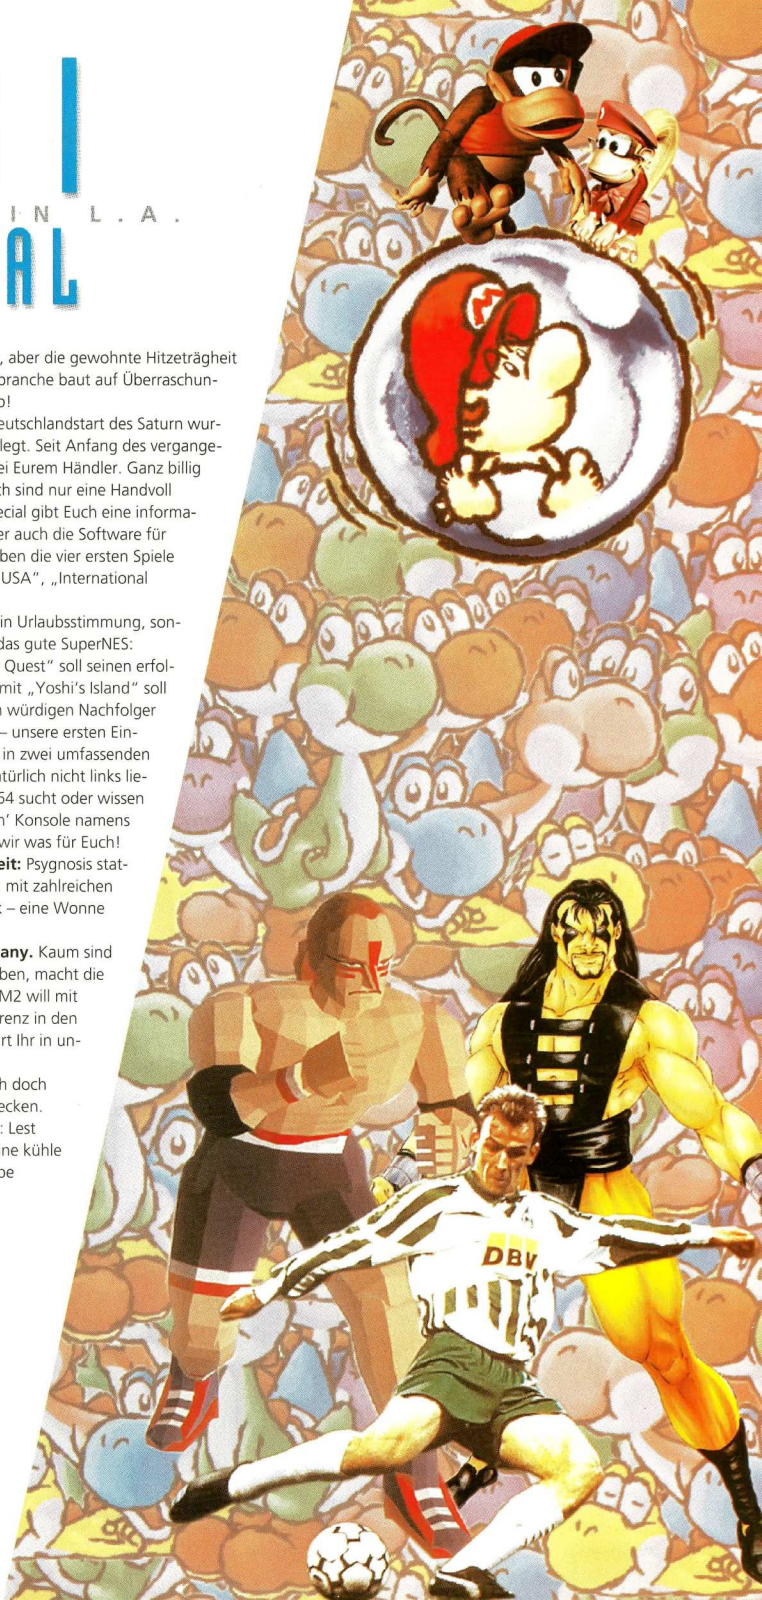 I
IN L.A.
AL
, aber die gewohnte Hitzeträgheit
branche baut auf Überraschun-
o!
eutschlandstart des Saturn wur-
legt. Seit Anfang des vergange-
ei Eurem Händler. Ganz billig
ch sind nur eine Handvoll
ecial gibt Euch eine informa-
er auch die Software für
ben die vier ersten Spiele
USA“, „International
in Urlaubsstimmung, son-
das gute SuperNES:
Quest“ soll seinen erfol-
mit „Yoshi's Island“ soll
n würdigen Nachfolger
– unsere ersten Ein-
in zwei umfassenden
türlich nicht links lie-
64 sucht oder wissen
n' Konsole namens
wir was für Euch!
eit: Psygnosis stat-
mit zahlreichen
k – eine Wonne
any. Kaum sind
ben, macht die
M2 will mit
renz in den
rt Ihr in un-
h doch
ecken.
: Lest
ine kühle
be
M
DBV